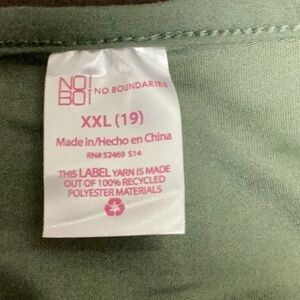 NO!
BOi
NO BOUNDARIES
XXL (19)
Made in/Hecho en China
RN# 52469 S14
THIS LABEL YARN IS MADE
OUT OF 100% RECYCLED
POLYESTER MATERIALS